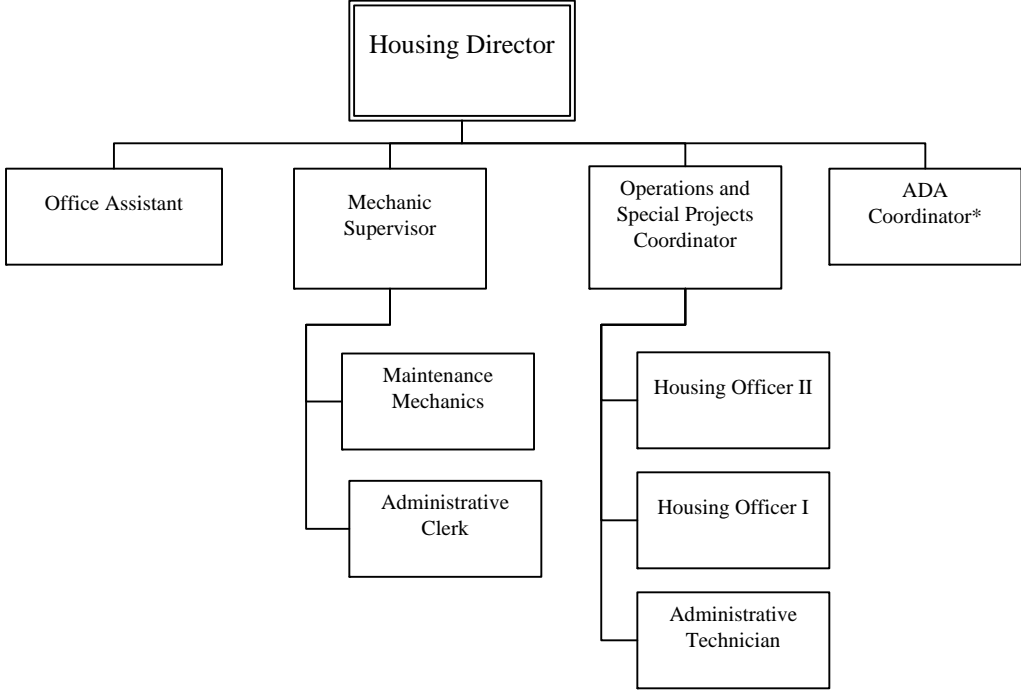 Housing Director
Office Assistant
Mechanic
Supervisor
Operations and
Special Projects
Coordinator
ADA
Coordinator*
Maintenance
Mechanics
Administrative
Clerk
Housing Officer II
Housing Officer I
Administrative
Technician